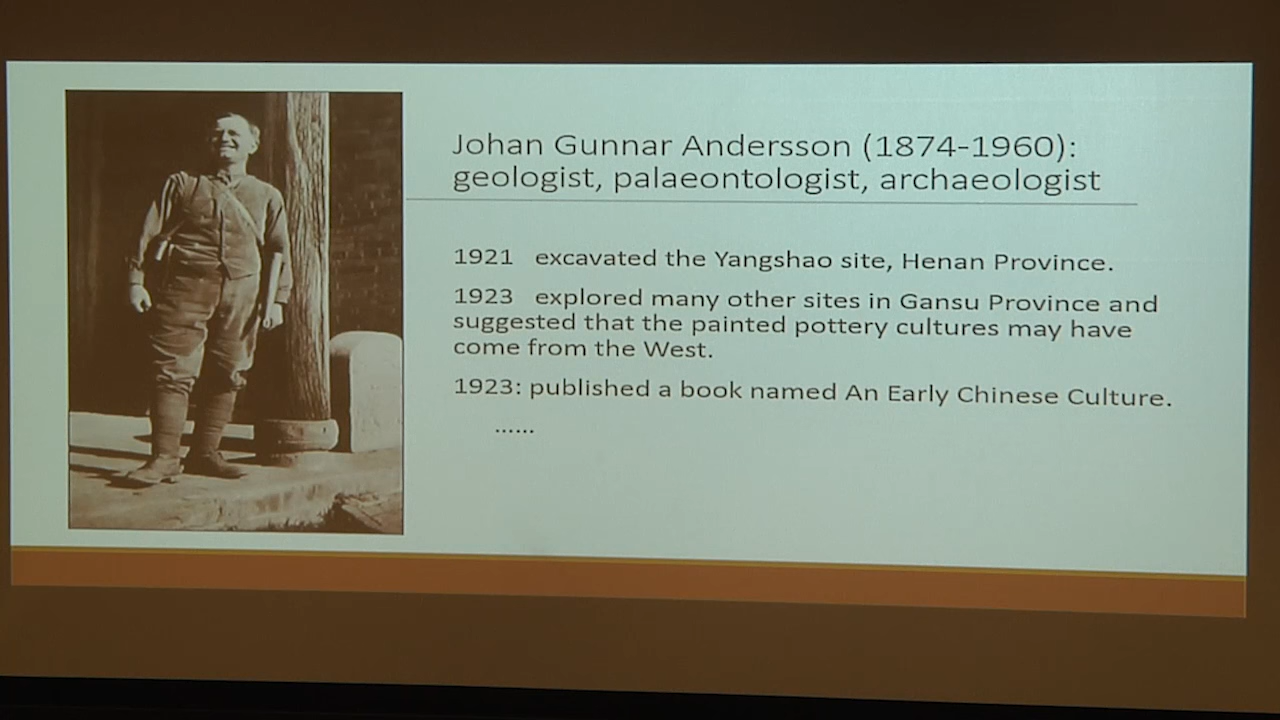 Johan Gunnar Andersson (1874-1960):
geologist, palaeontologist, archaeologist
1921 excavated the Yangshao site, Henan Province.
1923 explored many other sites in Gansu Province and
suggested that the painted pottery cultures may have
come from the West.
1923: published a book named An Early Chinese Culture.
......